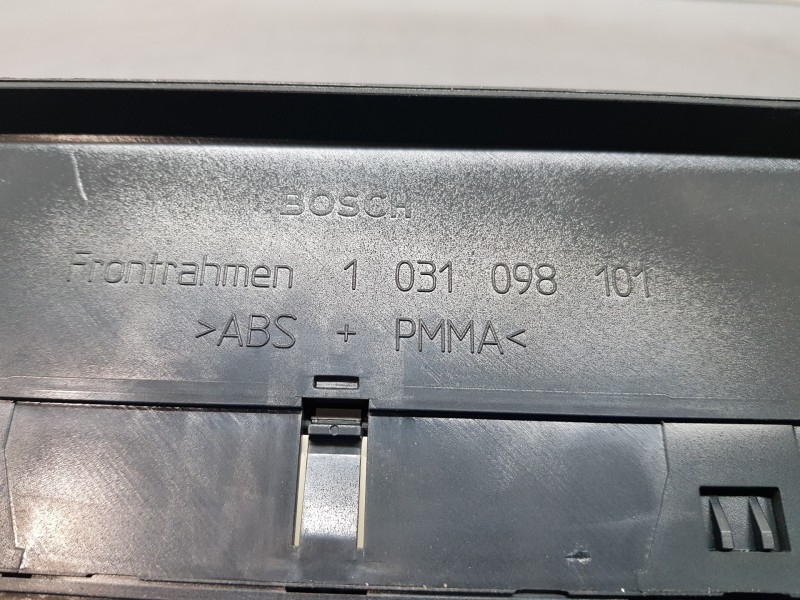 BOSCH
Frontrahmen 1 031 098 101
>ABS + PMMA<